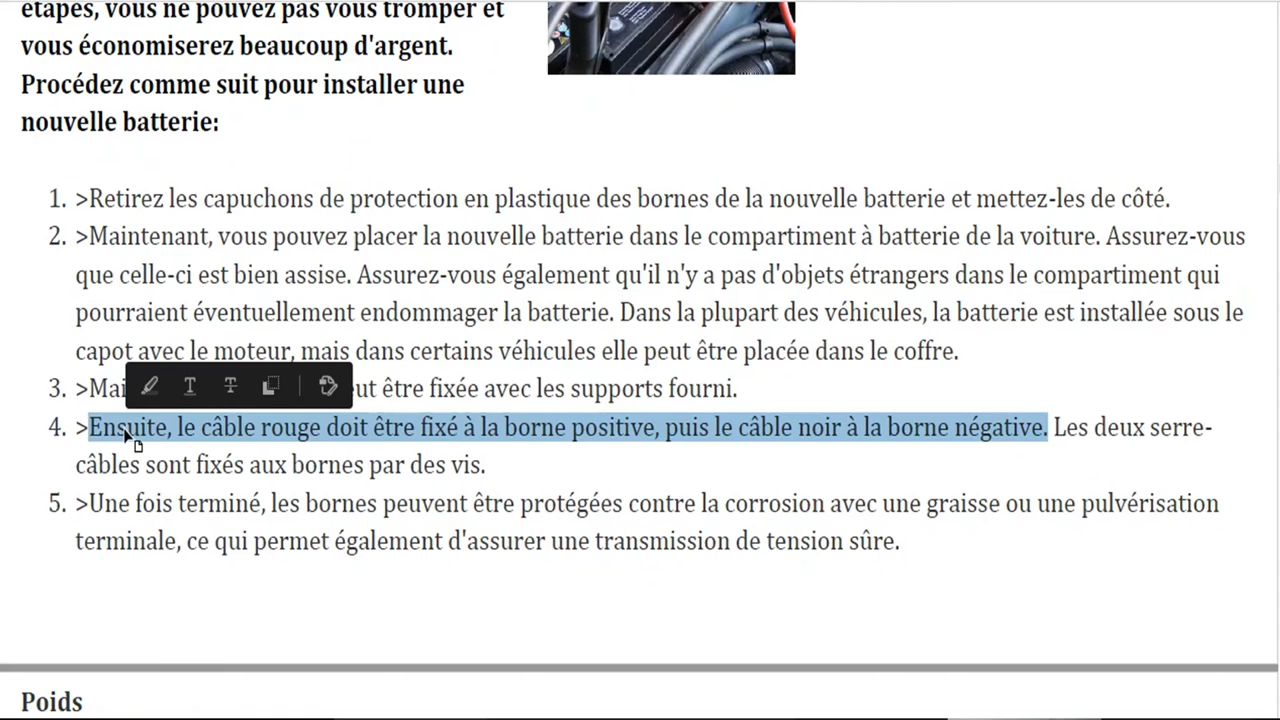 étapes, vous ne pouvez pas vous tromper et
vous économiserez beaucoup d'argent.
Procédez comme suit pour installer une
nouvelle batterie:
1. >Retirez les capuchons de protection en plastique des bornes de la nouvelle batterie et mettez-les de côté.
2. >Maintenant, vous pouvez placer la nouvelle batterie dans le compartiment à batterie de la voiture. Assurez-vous
que celle-ci est bien assise. Assurez-vous également qu'il n'y a pas d'objets étrangers dans le compartiment qui
pourraient éventuellement endommager la batterie. Dans la plupart des véhicules, la batterie est installée sous le
capot avec le moteur, mais dans certains véhicules elle peut être placée dans le coffre.
3. >Mai ut être fixée avec les supports fourni.
4. >Ensuite, le câble rouge doit être fixé à la borne positive, puis le câble noir à la borne négative. Les deux serre-
câbles sont fixés aux bornes par des vis.
5. >Une fois terminé, les bornes peuvent être protégées contre la corrosion avec une graisse ou une pulvérisation
terminale, ce qui permet également d'assurer une transmission de tension sûre.
Poids